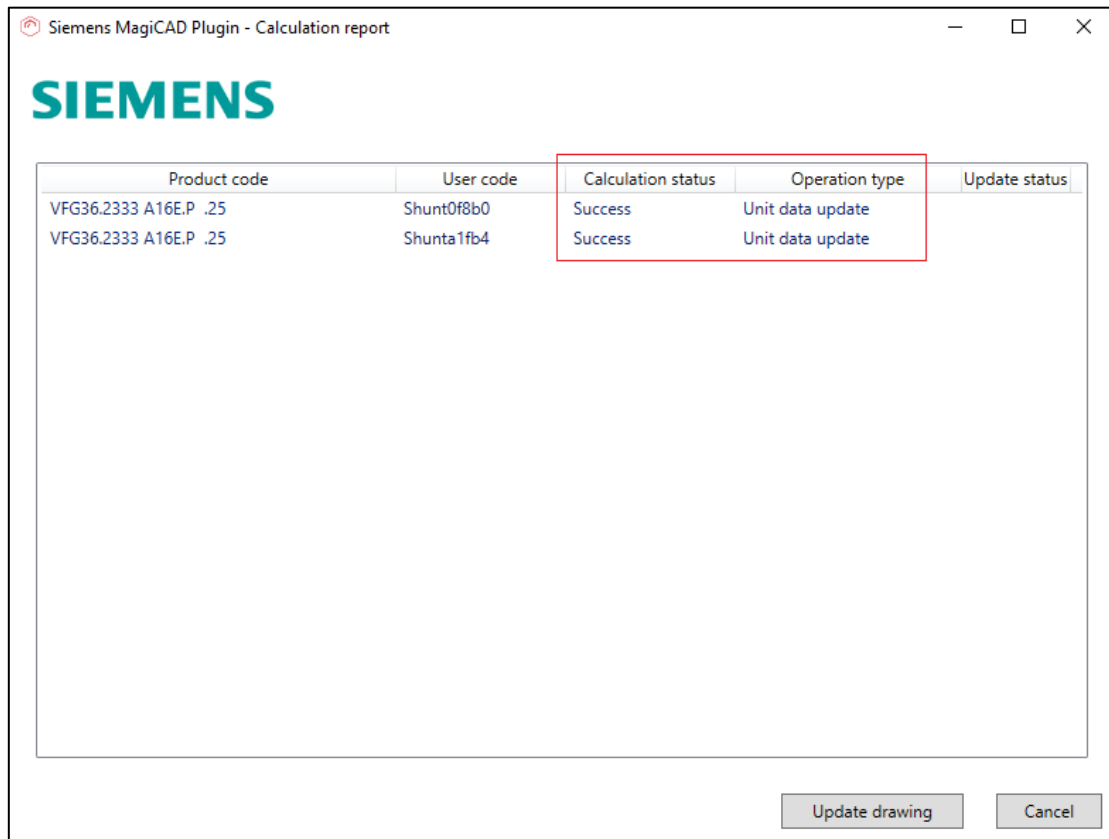 Siemens MagiCAD Plugin - Calculation report
SIEMENS
Product code User code Calculation status Operation type Update status
VFG36.2333 A16E.P .25 Shunt0f8b0 Success Unit data update
VFG36.2333 A16E.P .25 Shunta1fb4 Success Unit data update
Update drawing Cancel